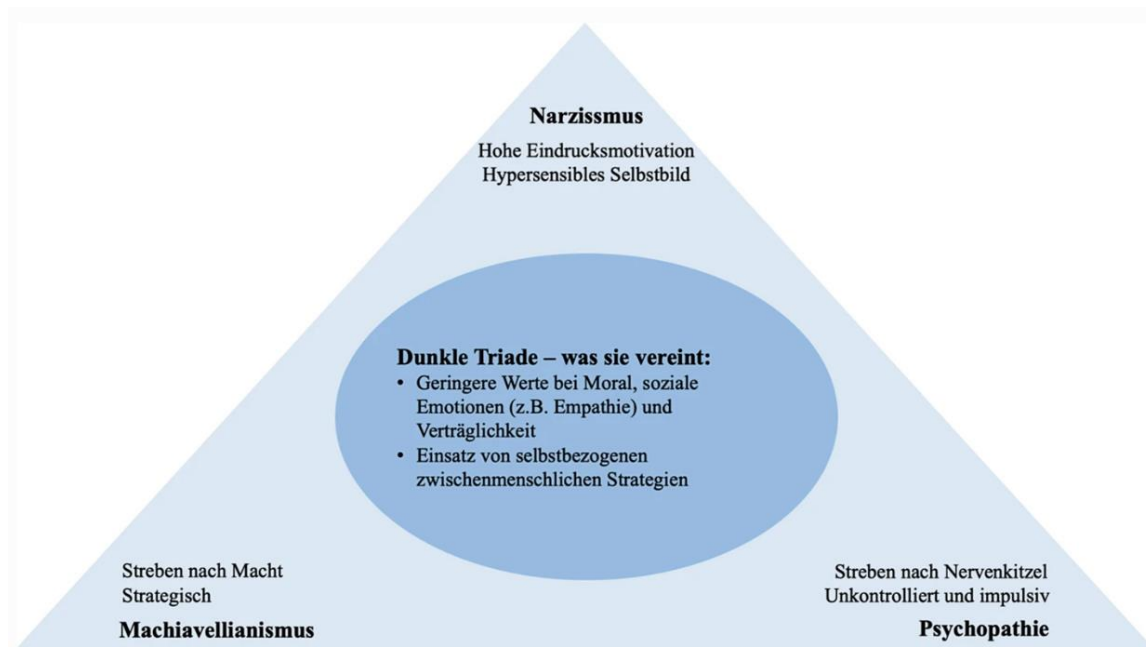 Narzissmus
Hohe Eindrucksmotivation
Hypersensibles Selbstbild
Dunkle Triade – was sie vereint:
• Geringere Werte bei Moral, soziale
Emotionen (z.B. Empathie) und
Verträglichkeit
• Einsatz von selbstbezogenen
zwischenmenschlichen Strategien
Streben nach Macht
Strategisch
Machiavellianismus
Streben nach Nervenkitzel
Unkontrolliert und impulsiv
Psychopathie